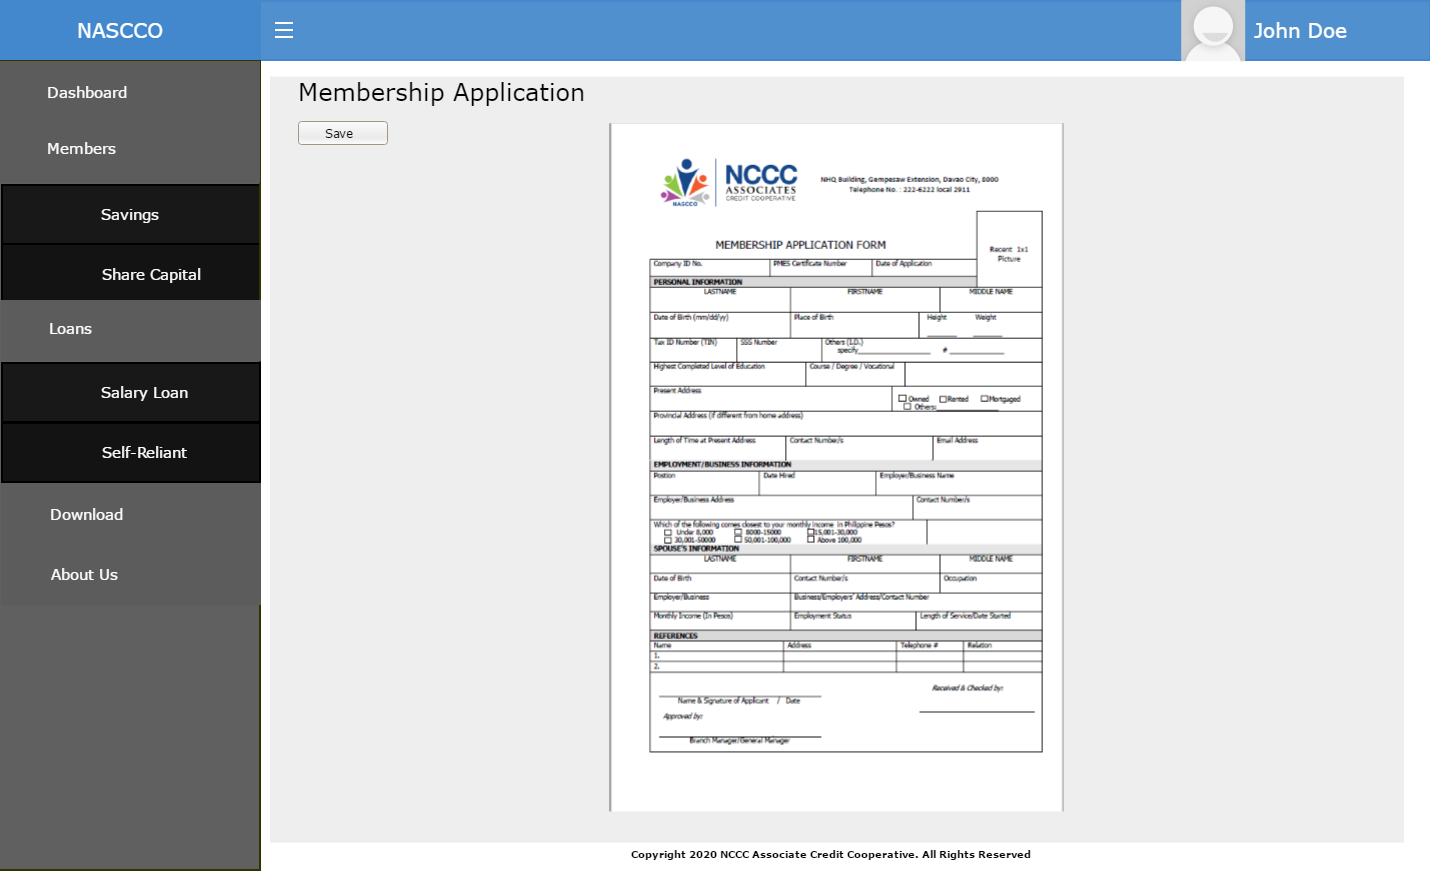 NASCCO
John Doe
Dashboard
Members
Savings
Share Capital
Loans
Salary Loan
Self-Reliant
Download
About Us
Membership Application
Save
NASCCO
NCCC
ASSOCIATES
CREDIT COOPERATIVE
NHQ Building, Gempesaw Extension, Davao City, 8000
Telephone No. : 222-6222 local 2911
Recent 1x1
Picture
MEMBERSHIP APPLICATION FORM
Company ID No. PMES Certificate Number Date of Application
PERSONAL INFORMATION
LASTNAME FIRSTNAME MIDDLE NAME
Date of Birth (mm/dd/yy) Place of Birth Height Weight
Tax ID Number (TIN) SSS Number Others (I.D.)
specify____________________ # _______________
Highest Completed Level of Education Course / Degree / Vocational
Present Address
Owned Rented Mortgaged
Others:_________________
Provincial Address (if different from home address)
Length of Time at Present Address Contact Number/s Email Address
EMPLOYMENT/BUSINESS INFORMATION
Position Date Hired Employer/Business Name
Employer/Business Address Contact Number/s
Which of the following comes closest to your monthly income in Philippine Pesos?
Under 8,000 8000-15000 15,001-30,000
30,001-50000 50,001-100,000 Above 100,000
SPOUSE'S INFORMATION
LASTNAME FIRSTNAME MIDDLE NAME
Date of Birth Contact Number/s Occupation
Employer/Business Business/Employers' Address/Contact Number
Monthly Income (In Pesos) Employment Status Length of Service/Date Started
REFERENCES
Name Address Telephone # Relation
1.
2.
Received & Checked by:
Name & Signature of Applicant / Date
Approved by:
Branch Manager/General Manager
Copyright 2020 NCCC Associate Credit Cooperative. All Rights Reserved